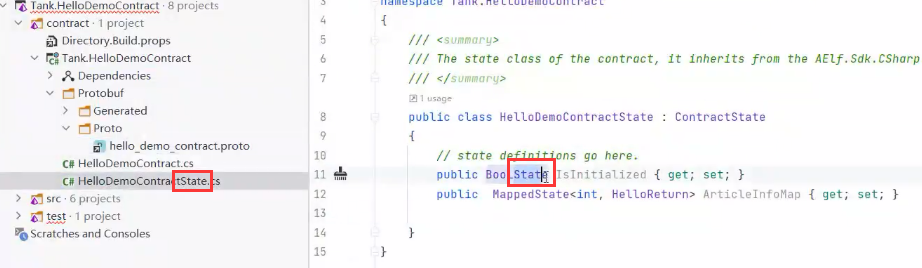 Tank.HelloDemoContract · 8 projects
contract · 1 project
Directory.Build.props
Tank.HelloDemoContract
Dependencies
Protobuf
Generated
Proto
hello_demo_contract.proto
C# HelloDemoContract.cs
C# HelloDemoContractState.cs
src · 6 projects
test · 1 project
Scratches and Consoles
3 namespace Tank.HelloDemoContract
4 {
5 /// <summary>
6 /// The state class of the contract, it inherits from the AElf.Sdk.CSharp
7 /// </summary>
1 usage
8 public class HelloDemoContractState : ContractState
9 {
10 // state definitions go here.
11 public BoolState IsInitialized { get; set; }
12 public MappedState<int, HelloReturn> ArticleInfoMap { get; set; }
13
14 }
15 }